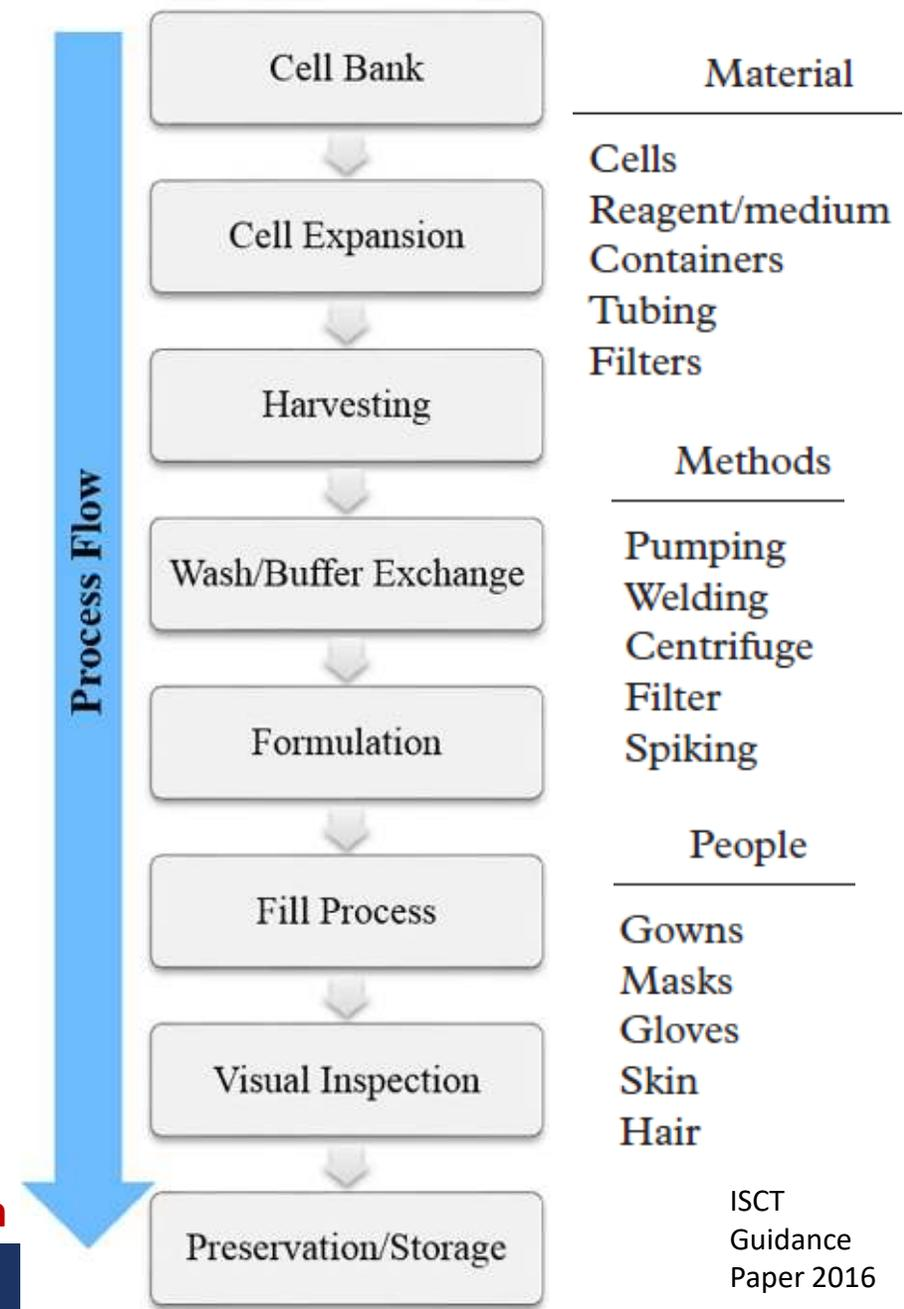 Process Flow
Cell Bank
Cell Expansion
Harvesting
Wash/Buffer Exchange
Formulation
Fill Process
Visual Inspection
Preservation/Storage
Material
Cells
Reagent/medium
Containers
Tubing
Filters
Methods
Pumping
Welding
Centrifuge
Filter
Spiking
People
Gowns
Masks
Gloves
Skin
Hair
ISCT
Guidance
Paper 2016